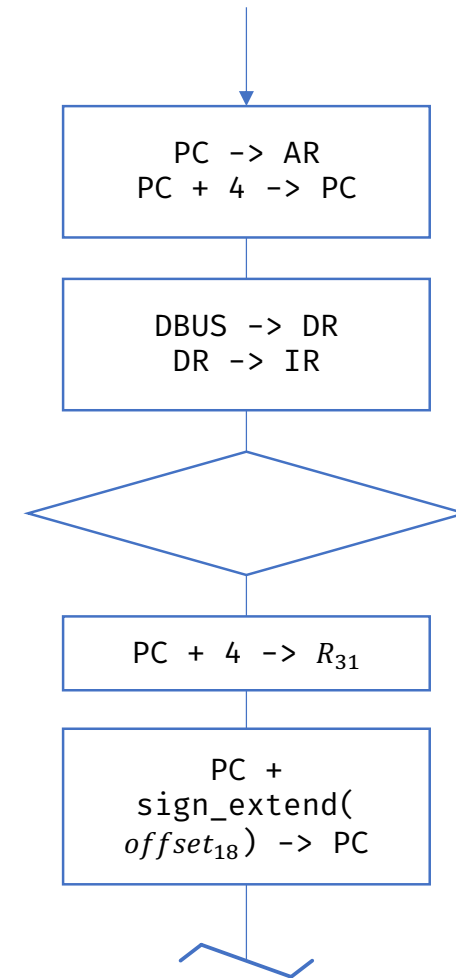 PC -> AR
PC + 4 -> PC
DBUS -> DR
DR -> IR
PC + 4 -> R₃₁
PC +
sign_extend(
offset₁₈) -> PC